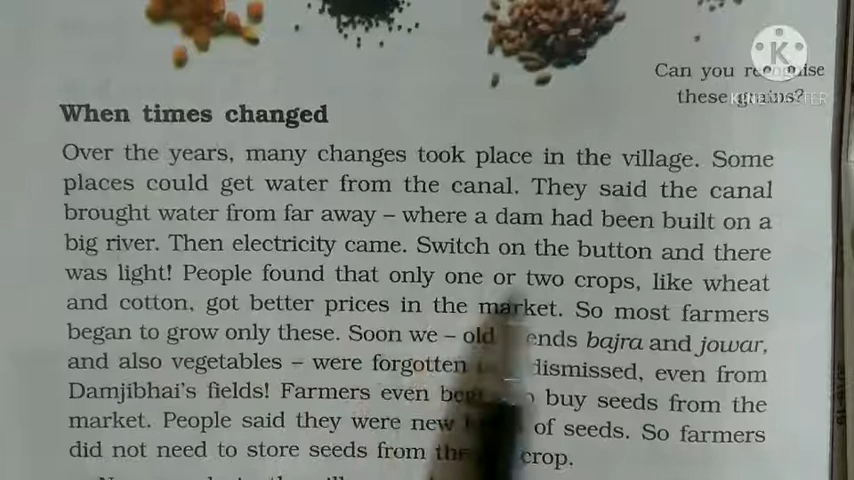 Can you recognise
these grains?
When times changed
Over the years, many changes took place in the village. Some
places could get water from the canal. They said the canal
brought water from far away – where a dam had been built on a
big river. Then electricity came. Switch on the button and there
was light! People found that only one or two crops, like wheat
and cotton, got better prices in the market. So most farmers
began to grow only these. Soon we – old ends bajra and jowar,
and also vegetables – were forgotten dismissed, even from
Damjibhai's fields! Farmers even buy seeds from the
market. People said they were new of seeds. So farmers
did not need to store seeds from the crop.